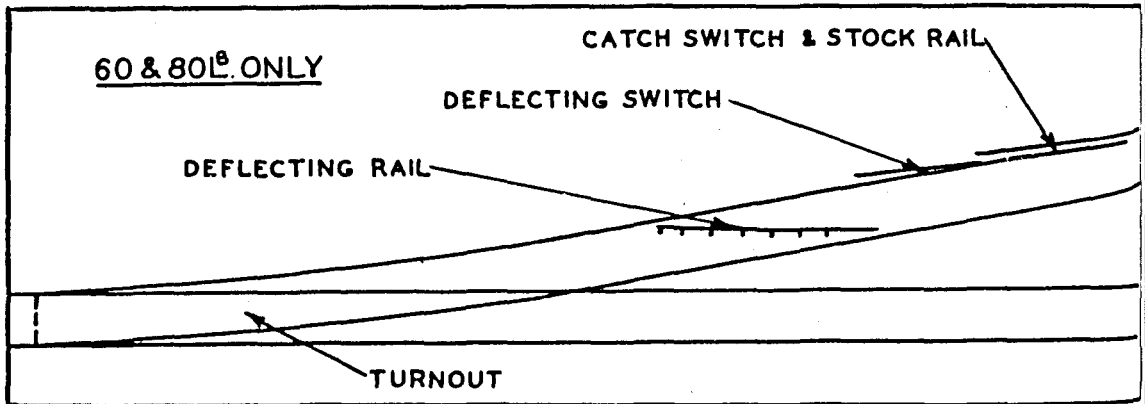 CATCH SWITCH & STOCK RAIL
60 & 80LB. ONLY
DEFLECTING SWITCH
DEFLECTING RAIL
TURNOUT